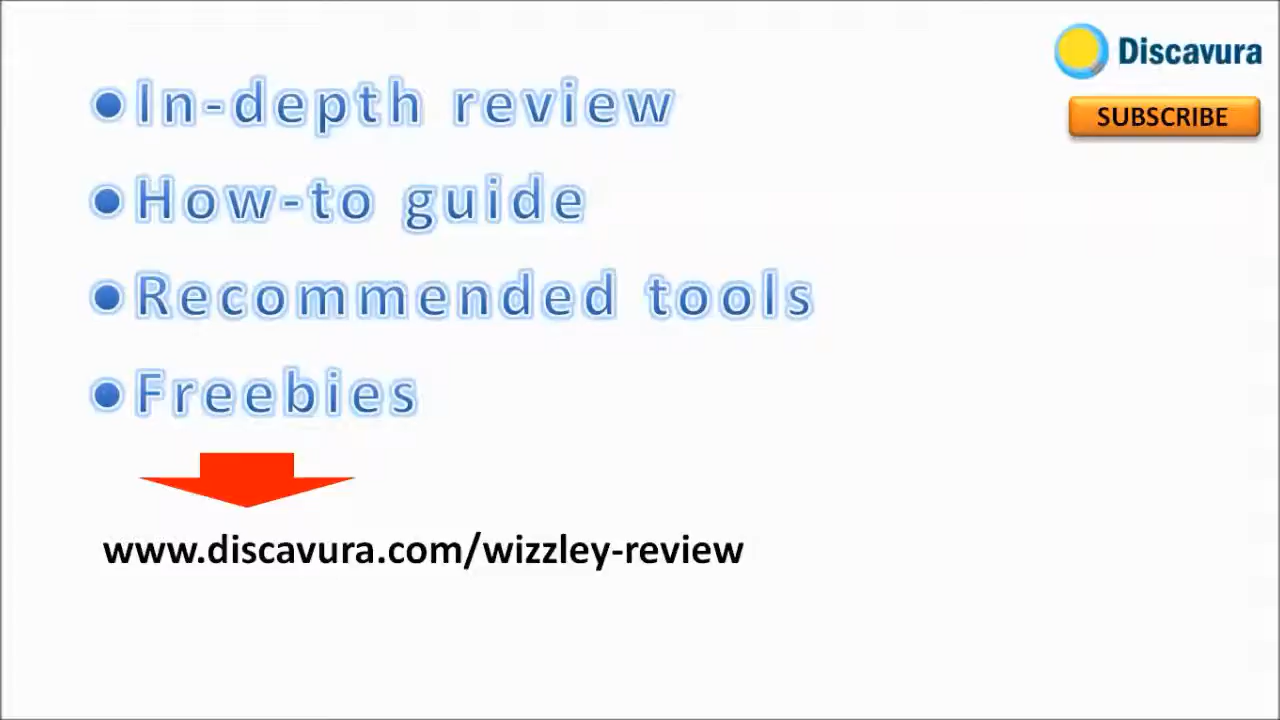 Discavura
SUBSCRIBE
•In-depth review
•How-to guide
•Recommended tools
•Freebies
www.discavura.com/wizzley-review